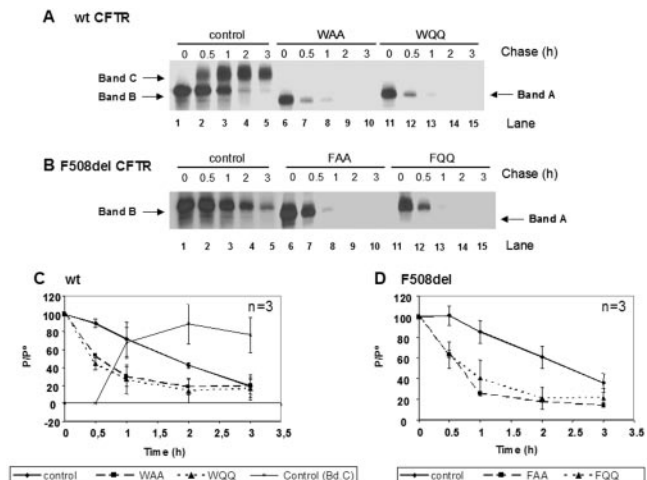 A wt CFTR
control WAA WQQ
0 0.5 1 2 3 0 0.5 1 2 3 0 0.5 1 2 3 Chase (h)
Band C
Band B
Band A
1 2 3 4 5 6 7 8 9 10 11 12 13 14 15 Lane
B F508del CFTR
control FAA FQQ
0 0.5 1 2 3 0 0.5 1 2 3 0 0.5 1 2 3 Chase (h)
Band B
Band A
1 2 3 4 5 6 7 8 9 10 11 12 13 14 15 Lane
C wt
n=3
P/Pº
120
100
80
60
40
20
0
-20
0 0,5 1 1,5 2 2,5 3 3,5
Time (h)
control WAA WQQ Control (Bd C)
D F508del
n=3
P/Pº
120
100
80
60
40
20
0
0 0.5 1 1.5 2 2.5 3 3.5
Time (h)
control FAA FQQ